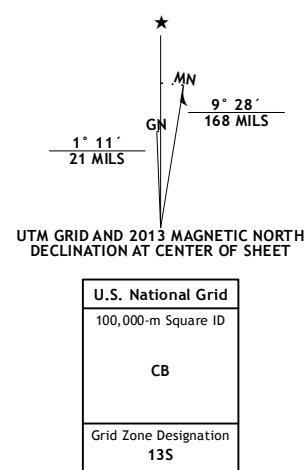 ★
MN
GN
9° 28´
168 MILS
1° 11´
21 MILS
UTM GRID AND 2013 MAGNETIC NORTH
DECLINATION AT CENTER OF SHEET
U.S. National Grid
100,000-m Square ID
CB
Grid Zone Designation
13S